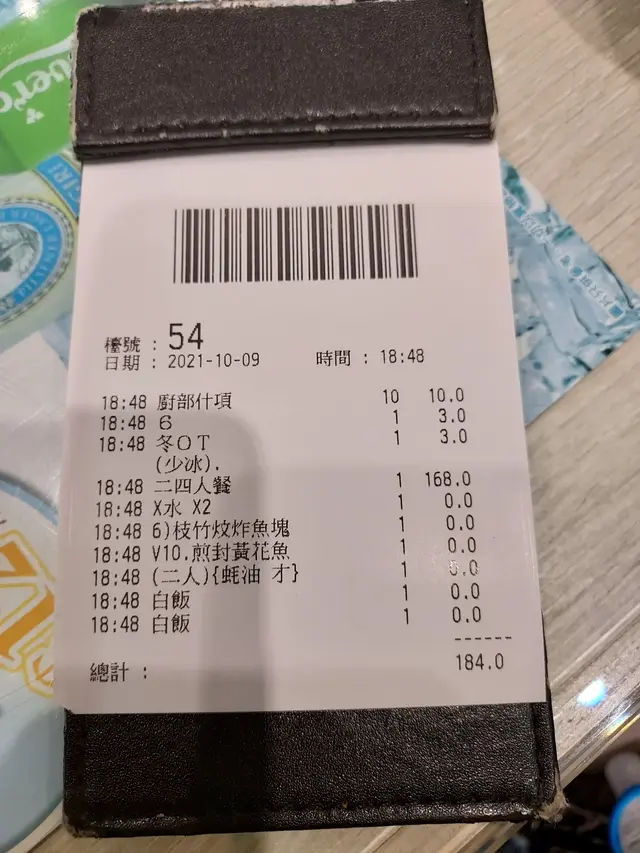 檯號 : 54
日期 : 2021-10-09 時間 : 18:48
18:48 廚部什項 10 10.0
18:48 6 1 3.0
18:48 冬OT 1 3.0
(少冰).
18:48 二四人餐 1 168.0
18:48 X水 X2 1 0.0
18:48 6)枝竹炆炸魚塊 1 0.0
18:48 V10.煎封黃花魚 1 0.0
18:48 (二人){蚝油 才} 1 0.0
18:48 白飯 1 0.0
18:48 白飯 1 0.0
------
總計 : 184.0